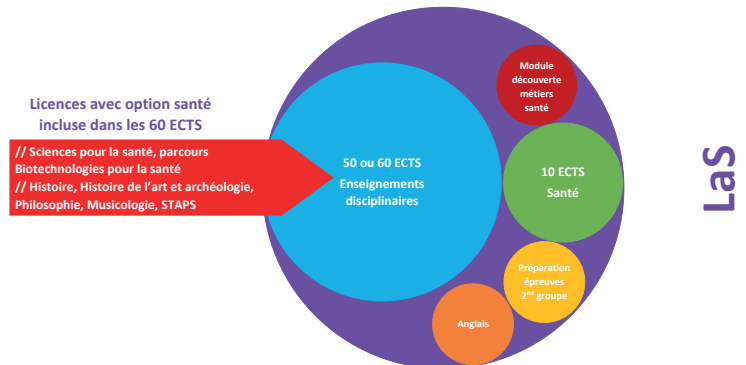 Licences avec option santé
incluse dans les 60 ECTS
// Sciences pour la santé, parcours
Biotechnologies pour la santé
// Histoire, Histoire de l'art et archéologie,
Philosophie, Musicologie, STAPS
50 ou 60 ECTS
Enseignements
disciplinaires
Module
découverte
métiers
santé
10 ECTS
Santé
Préparation
épreuves
2nd groupe
Anglais
LaS